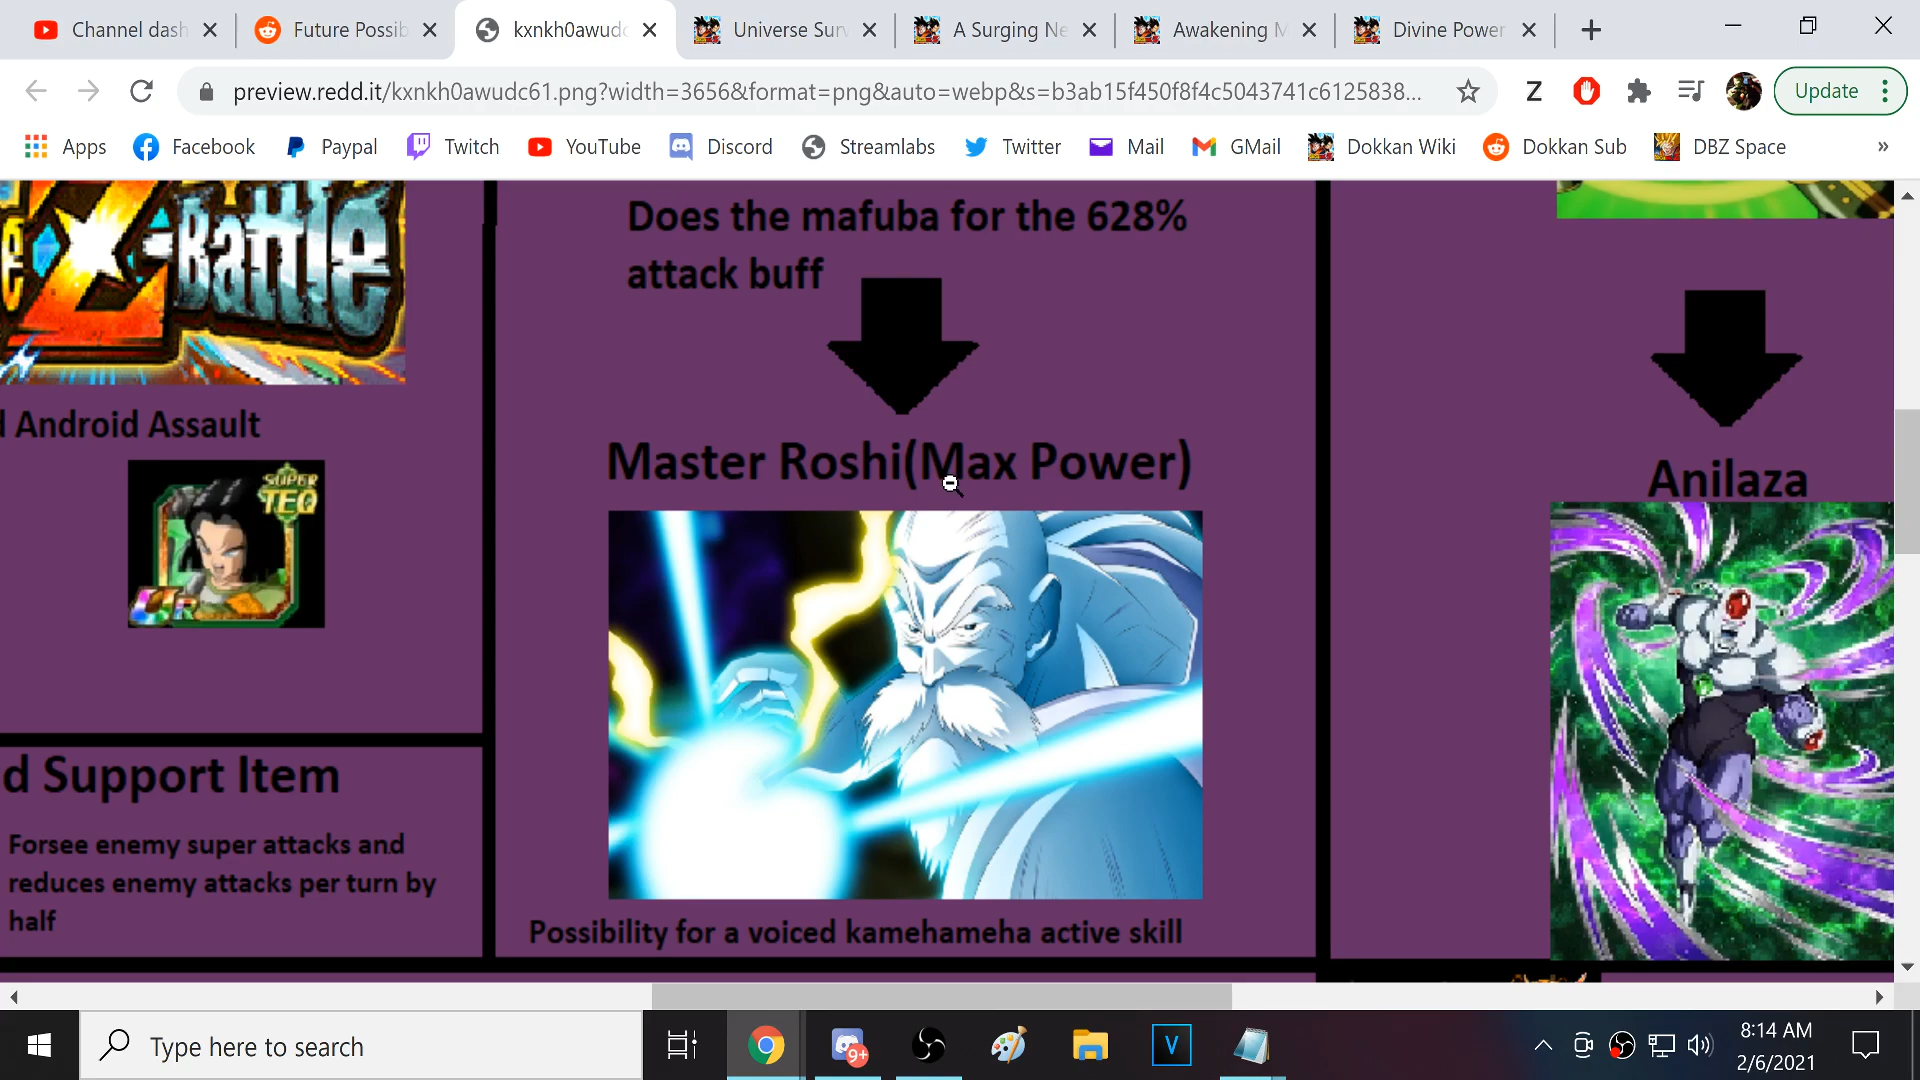 Channel dash
Future Possib
kxnkh0awudc
Universe Surv
A Surging Ne
Awakening M
Divine Power
preview.redd.it/kxnkh0awudc61.png?width=3656&format=png&auto=webp&s=b3ab15f450f8f4c5043741c6125838...
Z
Update
Apps
Facebook
Paypal
Twitch
YouTube
Discord
Streamlabs
Twitter
Mail
GMail
Dokkan Wiki
Dokkan Sub
DBZ Space
»
e Z-Battle
d Android Assault
SUPER
TEQ
UR
d Support Item
Forsee enemy super attacks and
reduces enemy attacks per turn by
half
Does the mafuba for the 628%
attack buff
Master Roshi(Max Power)
Possibility for a voiced kamehameha active skill
Anilaza
Type here to search
9+
V
8:14 AM
2/6/2021